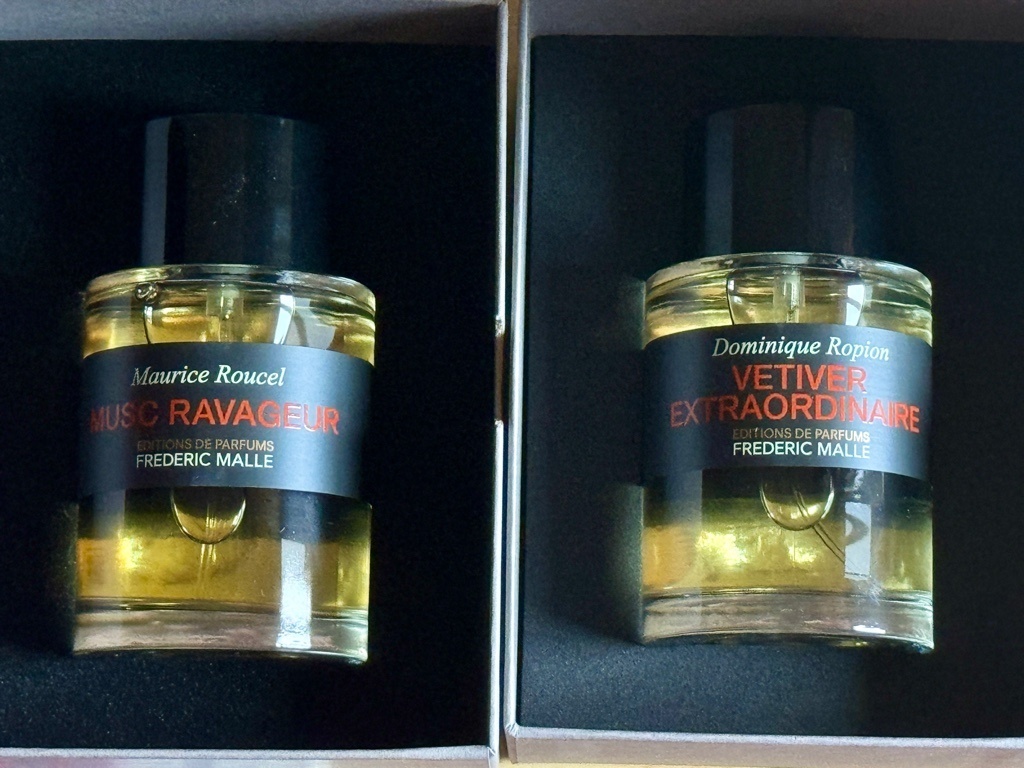 Maurice Roucel
MUSC RAVAGEUR
EDITIONS DE PARFUMS
FREDERIC MALLE
Dominique Ropion
VETIVER
EXTRAORDINAIRE
EDITIONS DE PARFUMS
FREDERIC MALLE